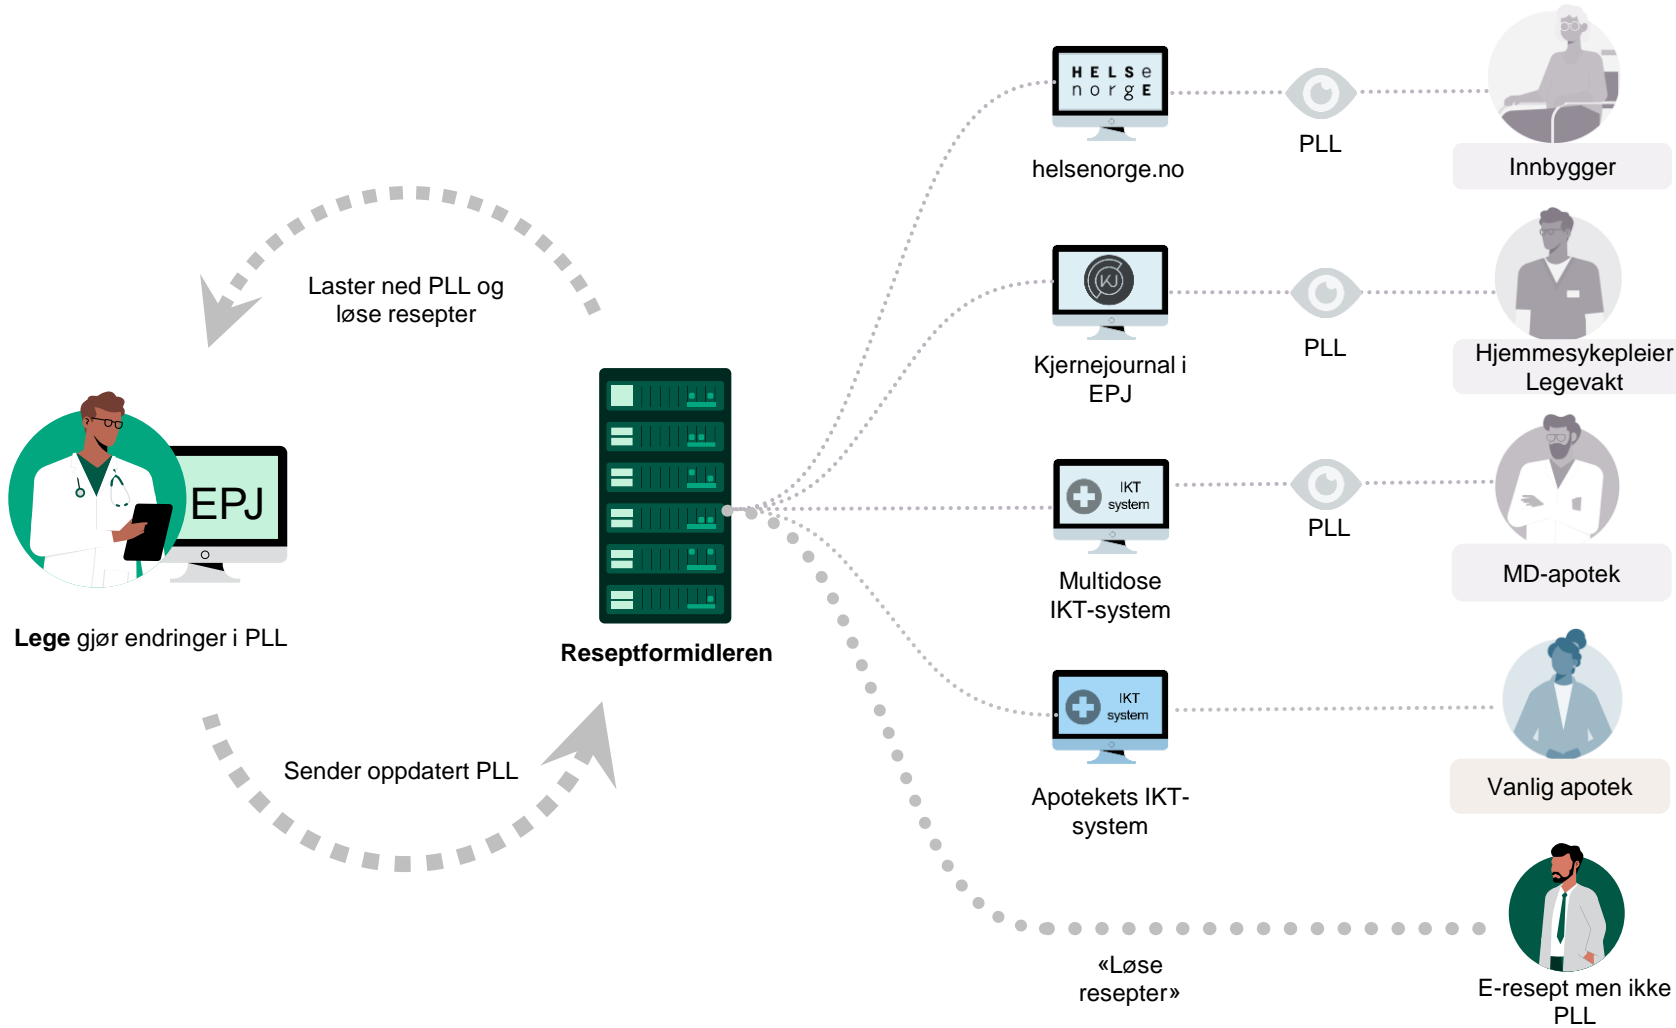 HELSe
norgE
helsenorge.no
PLL
Innbygger
Laster ned PLL og
løse resepter
KJ
Kjernejournal i
EPJ
PLL
Hjemmesykepleier
Legevakt
EPJ
Lege gjør endringer i PLL
Reseptformidleren
IKT
system
Multidose
IKT-system
PLL
MD-apotek
Sender oppdatert PLL
IKT
system
Apotekets IKT-
system
Vanlig apotek
«Løse
resepter»
E-resept men ikke
PLL